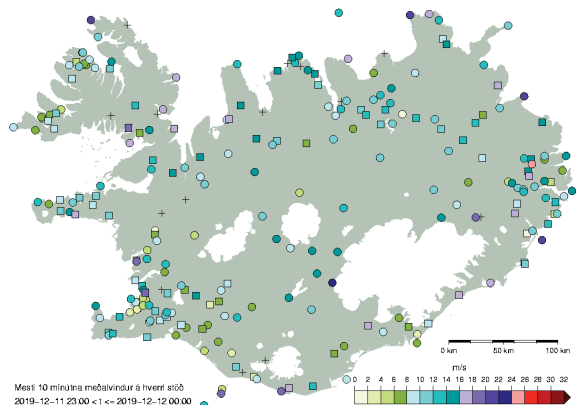 0 km 50 km 100 km
m/s
0 2 4 6 8 10 12 14 16 18 20 22 24 26 28 30 32
Mesti 10 mínútna meðalvindur á hverri stöð
2019−12−11 23:00 < t <= 2019−12−12 00:00